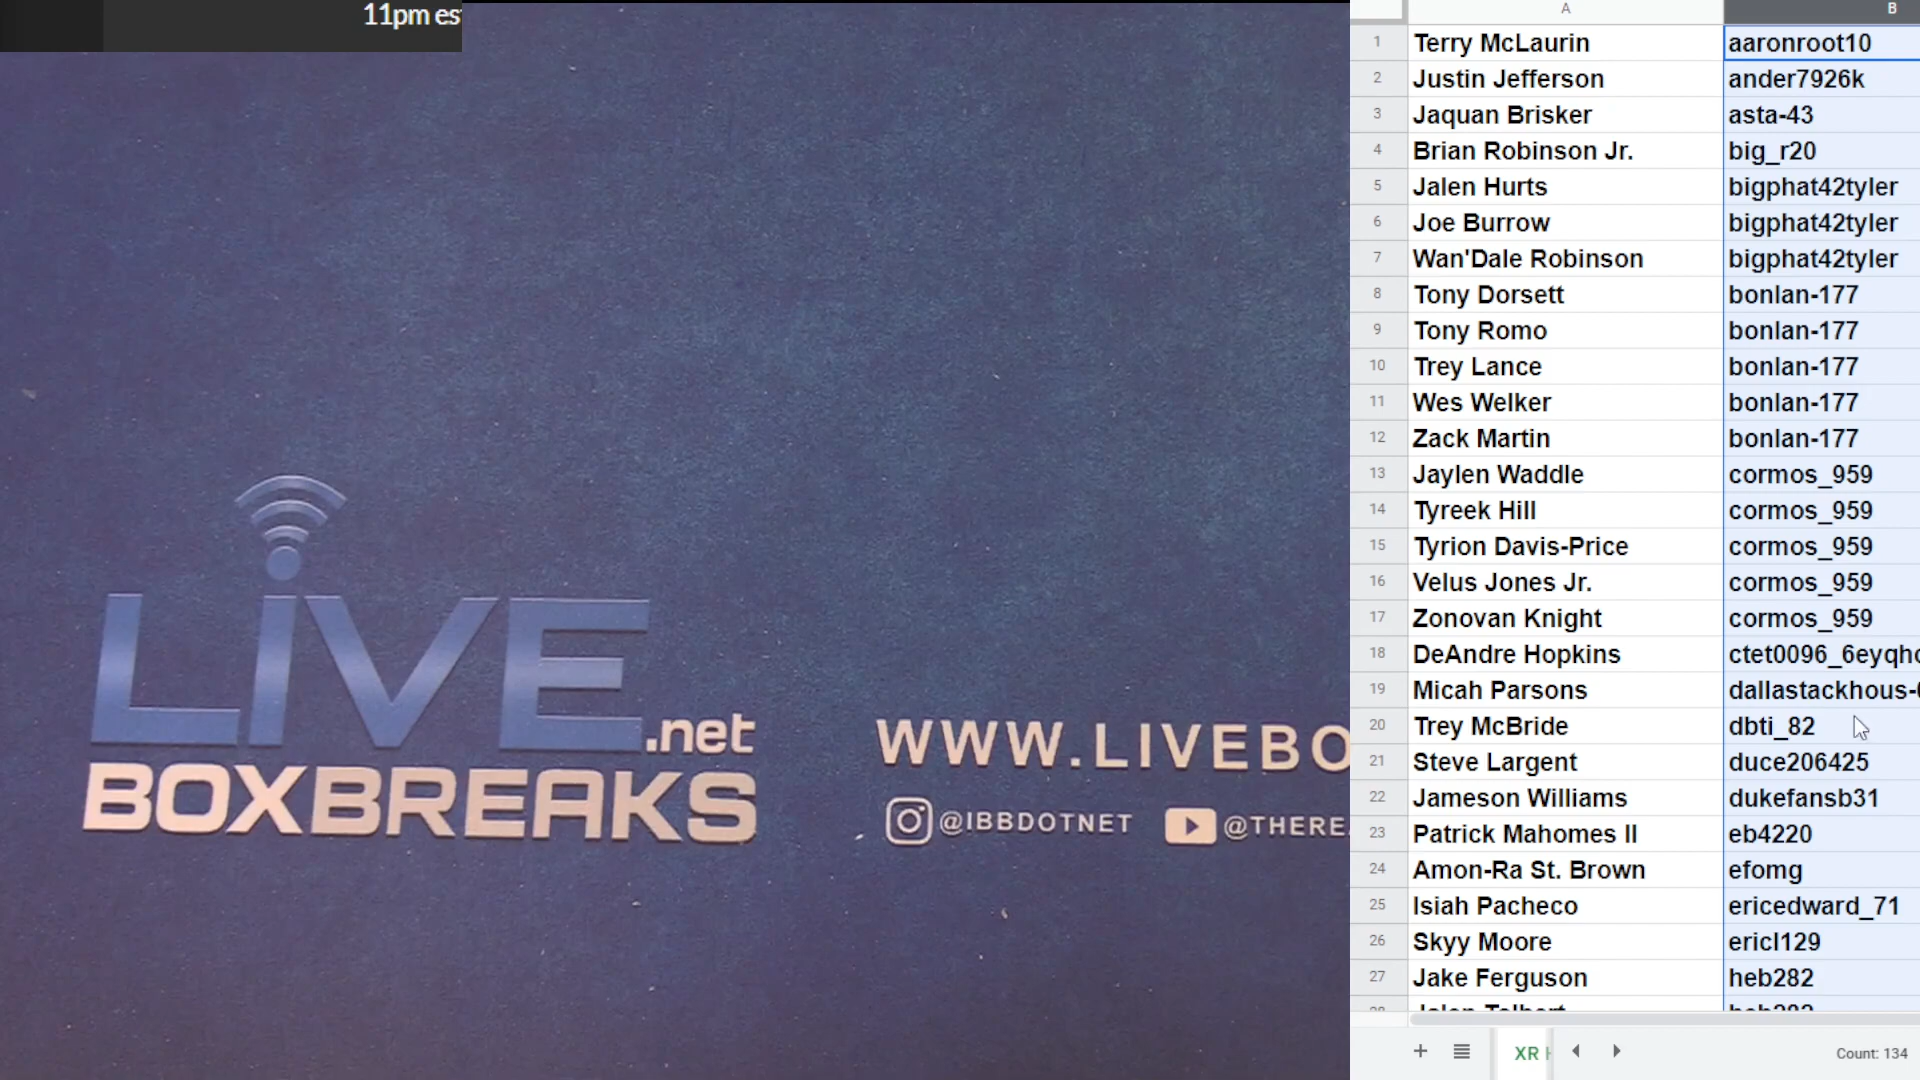 11pm es
LIVE.net
BOXBREAKS
WWW.LIVEBO
@IBBDOTNET @THERE
A B
1 Terry McLaurin aaronroot10
2 Justin Jefferson ander7926k
3 Jaquan Brisker asta-43
4 Brian Robinson Jr. big_r20
5 Jalen Hurts bigphat42tyler
6 Joe Burrow bigphat42tyler
7 Wan'Dale Robinson bigphat42tyler
8 Tony Dorsett bonlan-177
9 Tony Romo bonlan-177
10 Trey Lance bonlan-177
11 Wes Welker bonlan-177
12 Zack Martin bonlan-177
13 Jaylen Waddle cormos_959
14 Tyreek Hill cormos_959
15 Tyrion Davis-Price cormos_959
16 Velus Jones Jr. cormos_959
17 Zonovan Knight cormos_959
18 DeAndre Hopkins ctet0096_6eyqh
19 Micah Parsons dallastackhous-
20 Trey McBride dbti_82
21 Steve Largent duce206425
22 Jameson Williams dukefansb31
23 Patrick Mahomes II eb4220
24 Amon-Ra St. Brown efomg
25 Isiah Pacheco ericedward_71
26 Skyy Moore ericl129
27 Jake Ferguson heb282
XR
Count: 134